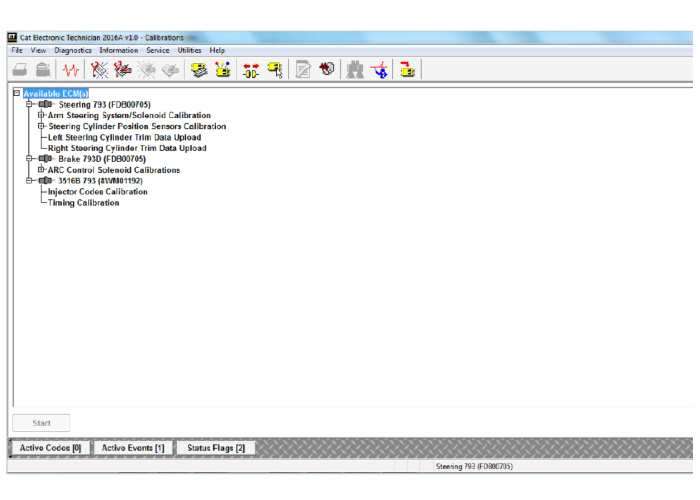 Cat Electronic Technician 2016A v1.0 - Calibrations
File View Diagnostics Information Service Utilities Help
Available ECM(s)
Steering 793 (FDB00705)
Arm Steering System/Solenoid Calibration
Steering Cylinder Position Sensors Calibration
Left Steering Cylinder Trim Data Upload
Right Steering Cylinder Trim Data Upload
Brake 793D (FDB00705)
ARC Control Solenoid Calibrations
3516B 793 (4WM01192)
Injector Codes Calibration
Timing Calibration
Start
Active Codes [0] Active Events [1] Status Flags [2]
Steering 793 (FDB00705)